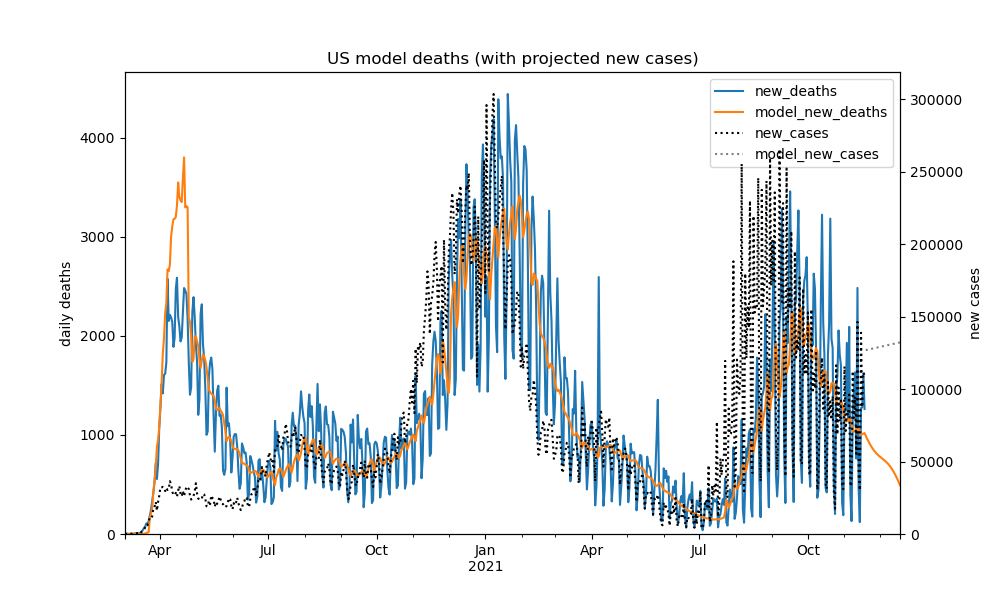 US model deaths (with projected new cases)
new_deaths
model_new_deaths
new_cases
model_new_cases
daily deaths
4000
3000
2000
1000
0
300000
250000
200000
150000
100000
50000
0
new cases
Apr Jul Oct Jan Apr Jul Oct
2021